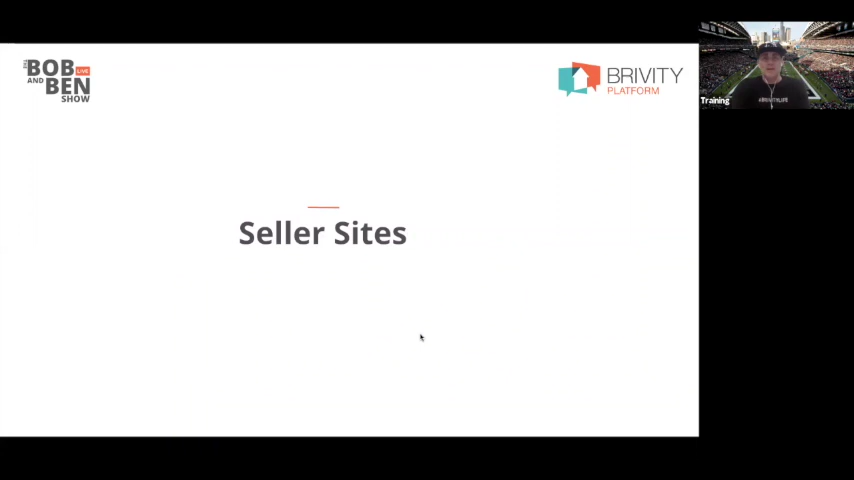 THE BOB LIVE
AND BEN
SHOW
BRIVITY
PLATFORM
Seller Sites
Training